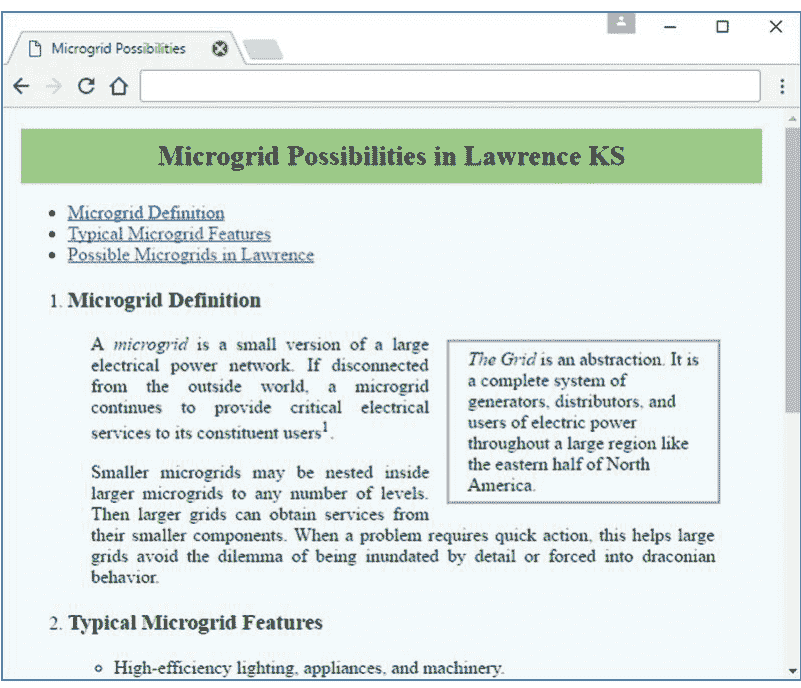 Microgrid Possibilities
Microgrid Possibilities in Lawrence KS
• Microgrid Definition
• Typical Microgrid Features
• Possible Microgrids in Lawrence
1. Microgrid Definition
A microgrid is a small version of a large
electrical power network. If disconnected
from the outside world, a microgrid
continues to provide critical electrical
services to its constituent users1.
The Grid is an abstraction. It is
a complete system of
generators, distributors, and
users of electric power
throughout a large region like
the eastern half of North
America.
Smaller microgrids may be nested inside
larger microgrids to any number of levels.
Then larger grids can obtain services from
their smaller components. When a problem requires quick action, this helps large
grids avoid the dilemma of being inundated by detail or forced into draconian
behavior.
2. Typical Microgrid Features
◦ High-efficiency lighting, appliances, and machinery.